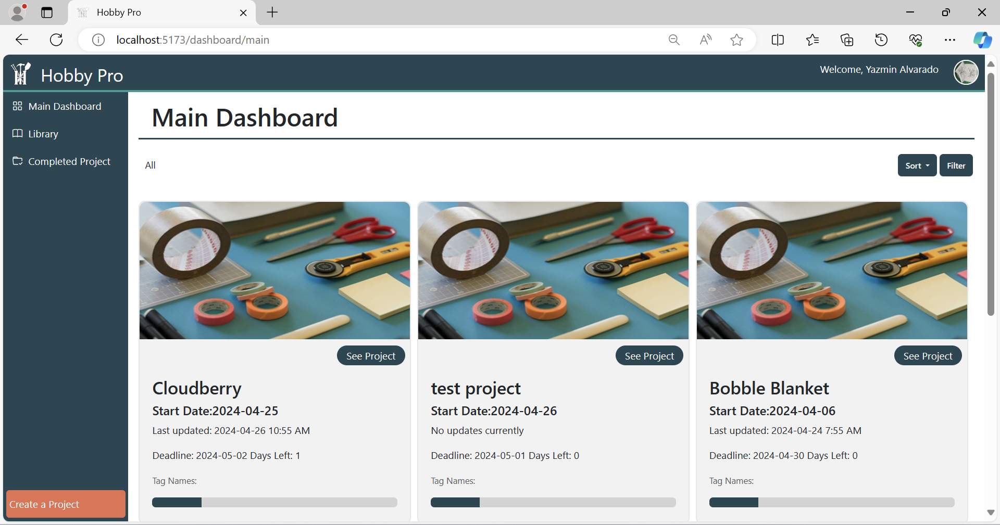 Hobby Pro
localhost:5173/dashboard/main
Hobby Pro
Welcome, Yazmin Alvarado
Main Dashboard
Library
Completed Project
Create a Project
Main Dashboard
All
Sort
Filter
See Project
Cloudberry
Start Date:2024-04-25
Last updated: 2024-04-26 10:55 AM
Deadline: 2024-05-02 Days Left: 1
Tag Names:
See Project
test project
Start Date:2024-04-26
No updates currently
Deadline: 2024-05-01 Days Left: 0
Tag Names:
See Project
Bobble Blanket
Start Date:2024-04-06
Last updated: 2024-04-24 7:55 AM
Deadline: 2024-04-30 Days Left: 0
Tag Names: